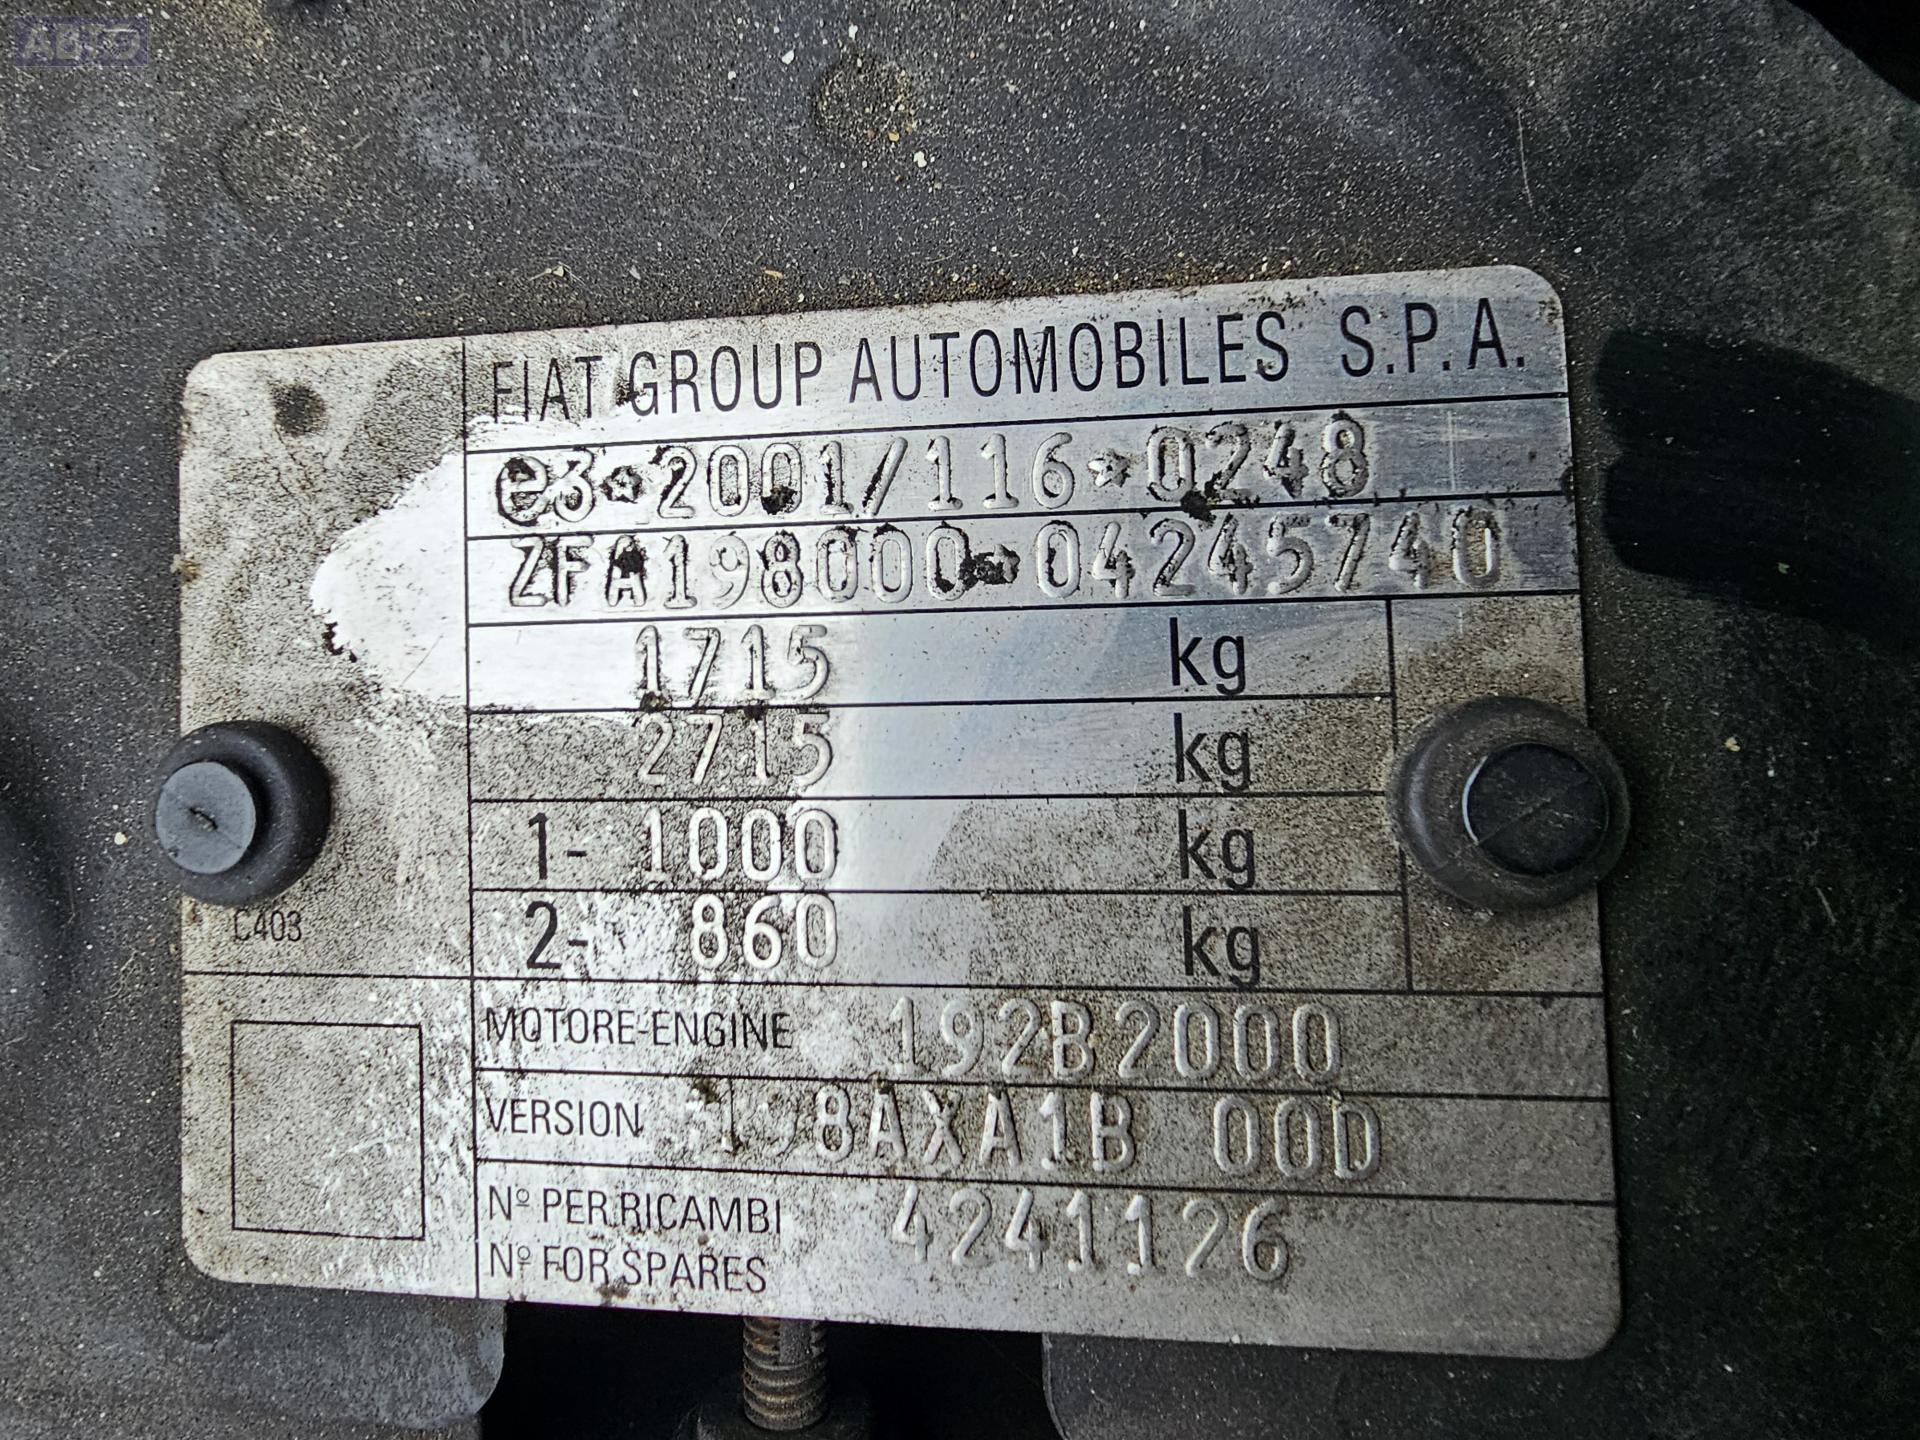 FIAT GROUP AUTOMOBILES S.P.A.
e3*2001/116*0248
ZFA198000*04245740
1715 kg
2715 kg
1- 1000 kg
2- 860 kg
C403
MOTORE-ENGINE 192B2000
VERSION 198AXA1B 00D
Nº PER RICAMBI 4241126
Nº FOR SPARES